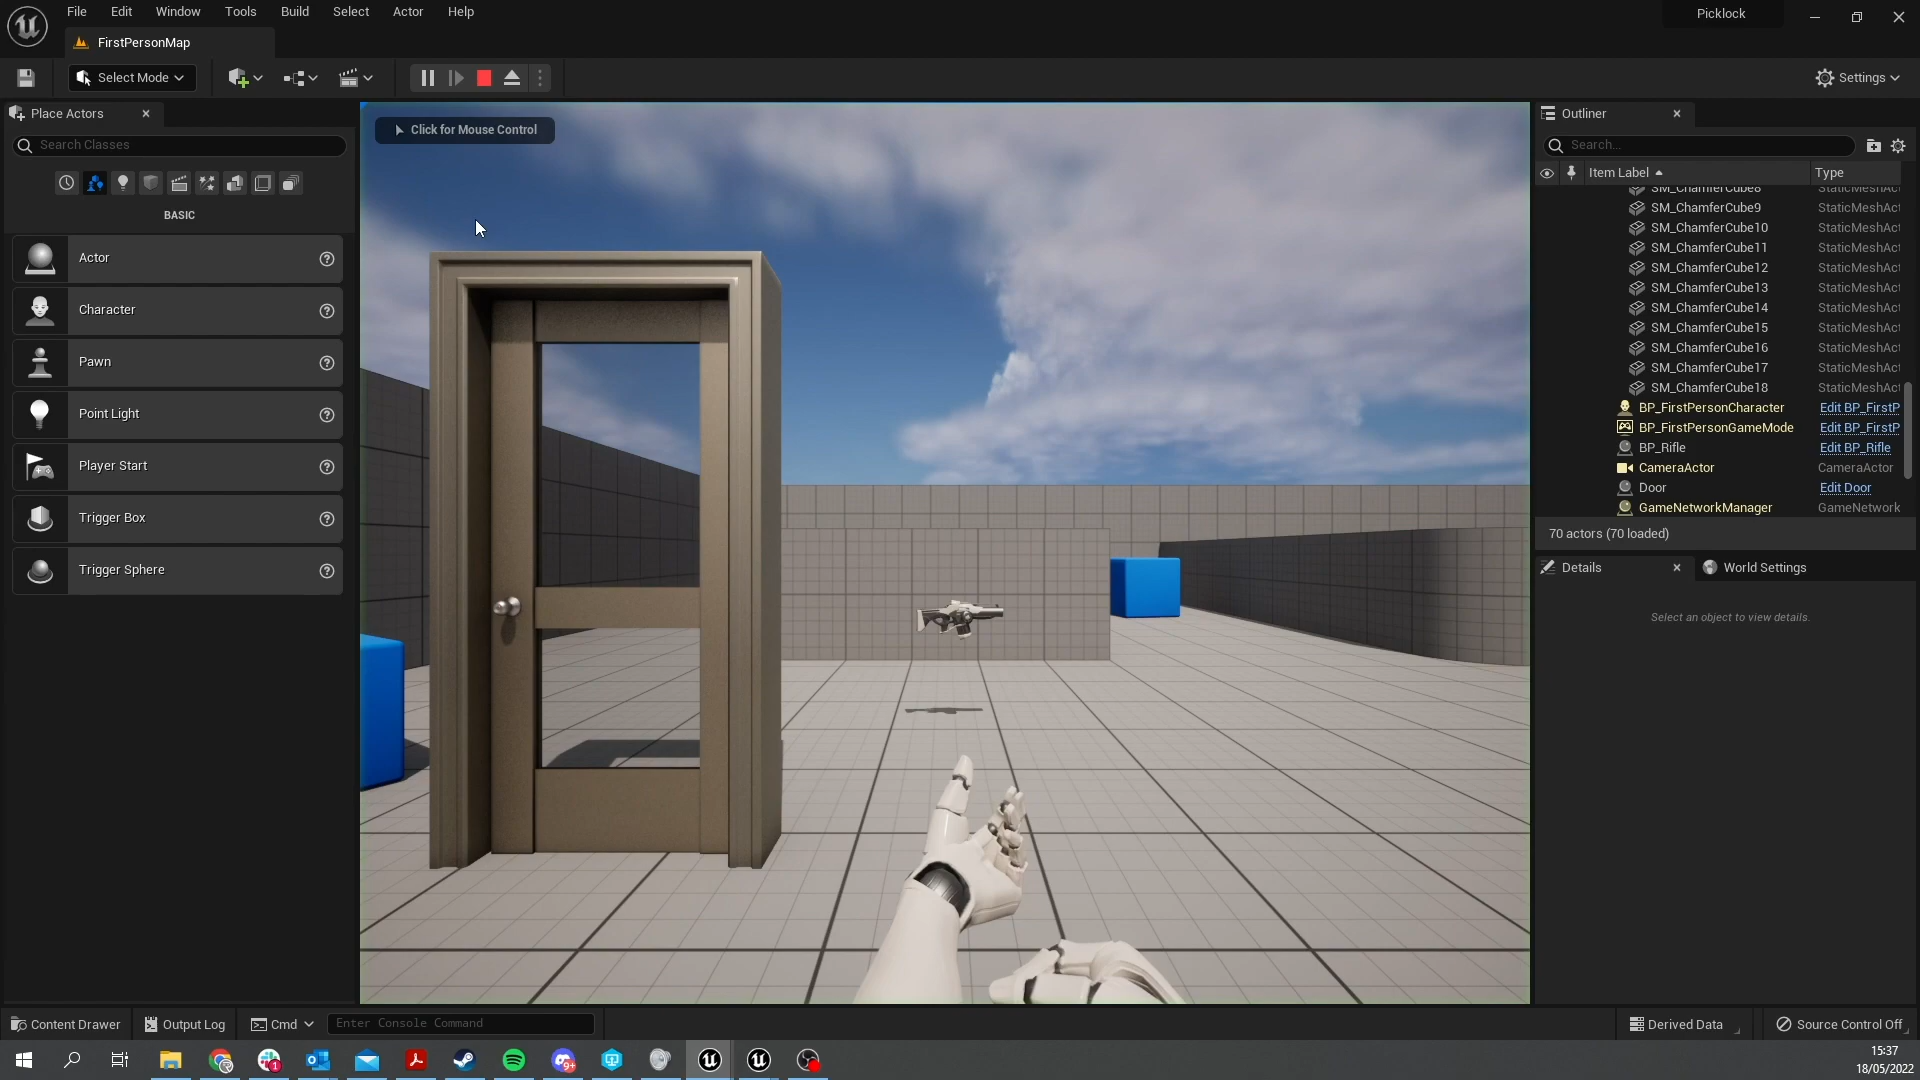 File Edit Window Tools Build Select Actor Help
Picklock
FirstPersonMap
Select Mode
Settings
Place Actors
Search Classes
BASIC
Actor
Character
Pawn
Point Light
Player Start
Trigger Box
Trigger Sphere
Click for Mouse Control
Outliner
Search...
Item Label Type
SM_ChamferCube8 StaticMeshAct
SM_ChamferCube9 StaticMeshAct
SM_ChamferCube10 StaticMeshAct
SM_ChamferCube11 StaticMeshAct
SM_ChamferCube12 StaticMeshAct
SM_ChamferCube13 StaticMeshAct
SM_ChamferCube14 StaticMeshAct
SM_ChamferCube15 StaticMeshAct
SM_ChamferCube16 StaticMeshAct
SM_ChamferCube17 StaticMeshAct
SM_ChamferCube18 StaticMeshAct
BP_FirstPersonCharacter Edit BP_FirstP
BP_FirstPersonGameMode Edit BP_FirstP
BP_Rifle Edit BP_Rifle
CameraActor CameraActor
Door Edit Door
GameNetworkManager GameNetwork
70 actors (70 loaded)
Details World Settings
Select an object to view details.
Content Drawer Output Log Cmd Enter Console Command Derived Data Source Control Off
1
9+
15:37
18/05/2022